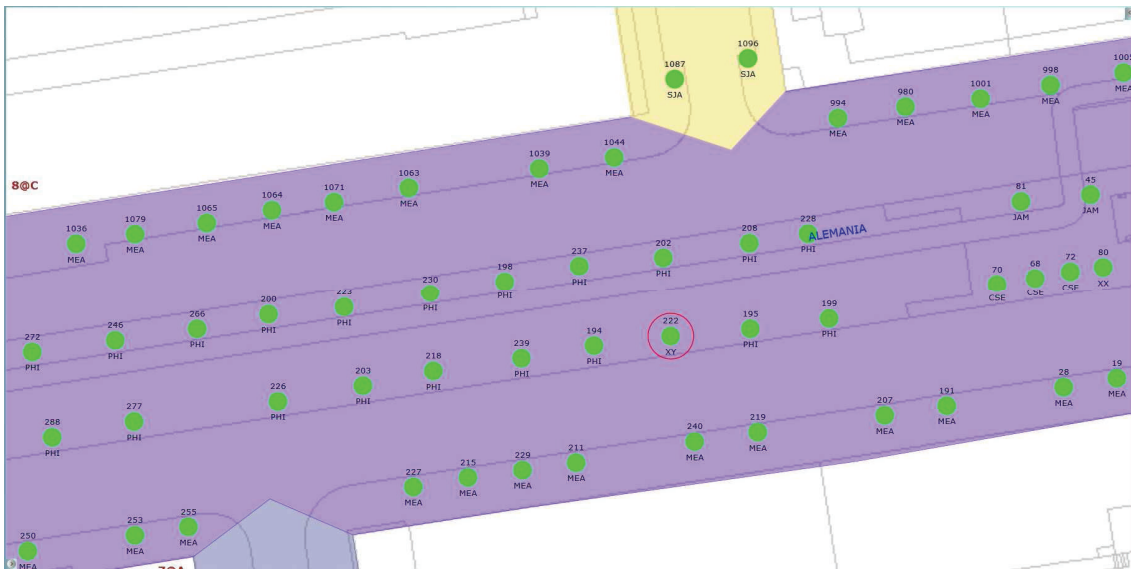 1096
SJA
1087
SJA
1005
MEA
998
MEA
1001
MEA
980
MEA
994
MEA
1044
MEA
1039
MEA
1063
MEA
1071
MEA
1064
MEA
1065
MEA
1079
MEA
1036
MEA
8@C
45
JAM
81
JAM
228
PHI
ALEMANIA
208
PHI
202
PHI
237
PHI
198
PHI
230
PHI
223
PHI
200
PHI
266
PHI
246
PHI
272
PHI
80
XX
72
CSE
68
CSE
70
CSE
199
PHI
195
PHI
222
XY
194
PHI
239
PHI
218
PHI
203
PHI
226
PHI
277
PHI
288
PHI
19
MEA
28
MEA
191
MEA
207
MEA
219
MEA
240
MEA
211
MEA
229
MEA
215
MEA
227
MEA
255
MEA
253
MEA
250
MEA
7@A